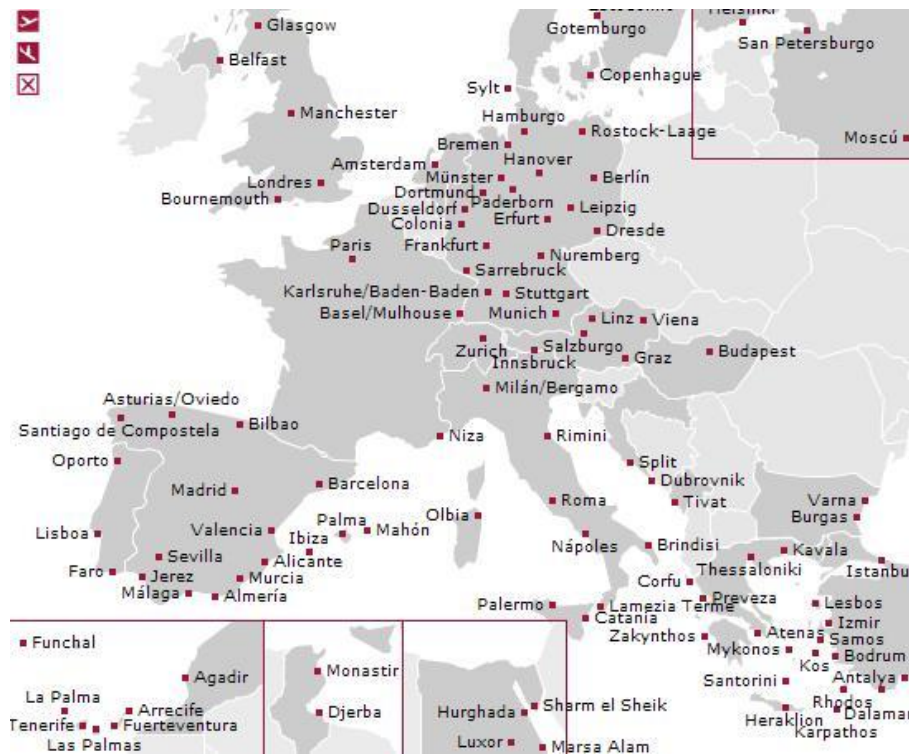 Glasgow
Gotemburgo
Helsinki
San Petersburgo
Belfast
Copenhague
Sylt
Manchester
Hamburgo
Rostock-Laage
Moscú
Bremen
Amsterdam
Hanover
Londres
Münster
Berlín
Bournemouth
Dortmund
Paderborn
Dusseldorf
Erfurt
Leipzig
Colonia
Dresde
Paris
Frankfurt
Nuremberg
Sarrebruck
Karlsruhe/Baden-Baden
Stuttgart
Basel/Mulhouse
Munich
Linz
Viena
Zurich
Salzburgo
Innsbruck
Graz
Budapest
Milán/Bergamo
Asturias/Oviedo
Santiago de Compostela
Bilbao
Niza
Rimini
Oporto
Split
Madrid
Barcelona
Dubrovnik
Olbia
Roma
Tivat
Varna
Lisboa
Valencia
Palma
Mahón
Burgas
Ibiza
Nápoles
Brindisi
Kavala
Sevilla
Alicante
Thessaloniki
Istanbu
Faro
Jerez
Murcia
Corfu
Málaga
Almería
Preveza
Palermo
Lamezia Terme
Lesbos
Catania
Izmir
Zakynthos
Atenas
Samos
Funchal
Mykonos
Bodrum
Kos
Agadir
Monastir
Santorini
Antalya
La Palma
Arrecife
Djerba
Hurghada
Sharm el Sheik
Rhodos
Tenerife
Fuerteventura
Heraklion
Dalaman
Karpathos
Las Palmas
Luxor
Marsa Alam